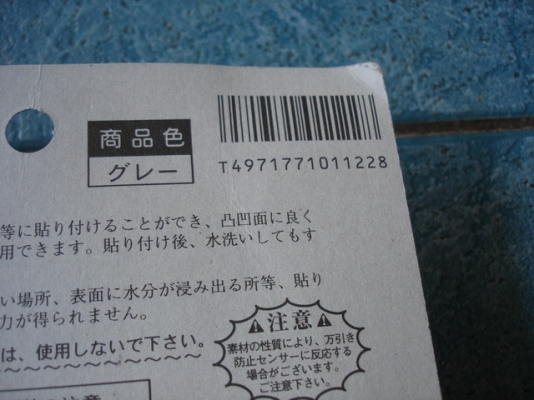 商品色
グレー
T4971771011228
等に貼り付けることができ、凸凹面に良く
用できます。貼り付け後、水洗いしてもす
い場所、表面に水分が浸み出る所等、貼り
力が得られません。
は、使用しないで下さい。
注意
素材の性質により、万引き
防止センサーに反応する
場合がございます。
ご注意下さい。
の注意